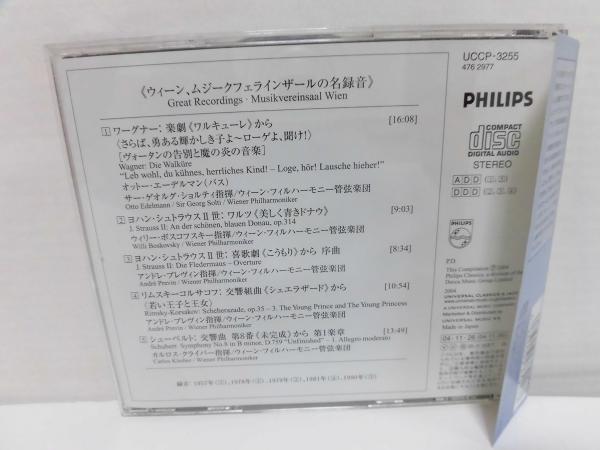 《ウィーン、ムジークフェラインザールの名録音》
Great Recordings · Musikvereinsaal Wien
1 ワーグナー：楽劇《ワルキューレ》から [16:08]
〈さらば、勇ある輝かしき子よ～ローゲよ、聞け!〉
[ヴォータンの告別と魔の炎の音楽]
Wagner: Die Walküre
"Leb wohl, du kühnes, herrliches Kind! – Loge, hör! Lausche hieher!"
オットー・エーデルマン(バス)
サー・ゲオルグ・ショルティ指揮/ウィーン・フィルハーモニー管弦楽団
Otto Edelmann / Sir Georg Solti / Wiener Philharmoniker
2 ヨハン・シュトラウスⅡ世：ワルツ《美しく青きドナウ》 [9:03]
J. Strauss II: An der schönen, blauen Donau, op.314
ウィリー・ボスコフスキー指揮/ウィーン・フィルハーモニー管弦楽団
Willi Boskovsky / Wiener Philharmoniker
3 ヨハン・シュトラウスⅡ世：喜歌劇《こうもり》から 序曲 [8:34]
J. Strauss II: Die Fledermaus – Overture
アンドレ・プレヴィン指揮/ウィーン・フィルハーモニー管弦楽団
André Previn / Wiener Philharmoniker
4 リムスキー=コルサコフ：交響組曲《シェエラザード》から [10:54]
〈若い王子と王女〉
Rimsky-Korsakov: Scheherazade, op.35 – 3. The Young Prince and The Young Princess
アンドレ・プレヴィン指揮/ウィーン・フィルハーモニー管弦楽団
André Previn / Wiener Philharmoniker
5 シューベルト：交響曲 第8番《未完成》から 第1楽章 [13:49]
Schubert: Symphony No.8 in B minor, D.759 "Unfinished" – 1. Allegro moderato
カルロス・クライバー指揮/ウィーン・フィルハーモニー管弦楽団
Carlos Kleiber / Wiener Philharmoniker
UCCP-3255
476 2977
PHILIPS
COMPACT
disc
DIGITAL AUDIO
STEREO
ADD
DDD
PHILIPS
This Compilation ℗ 2004
2004
Made in Japan